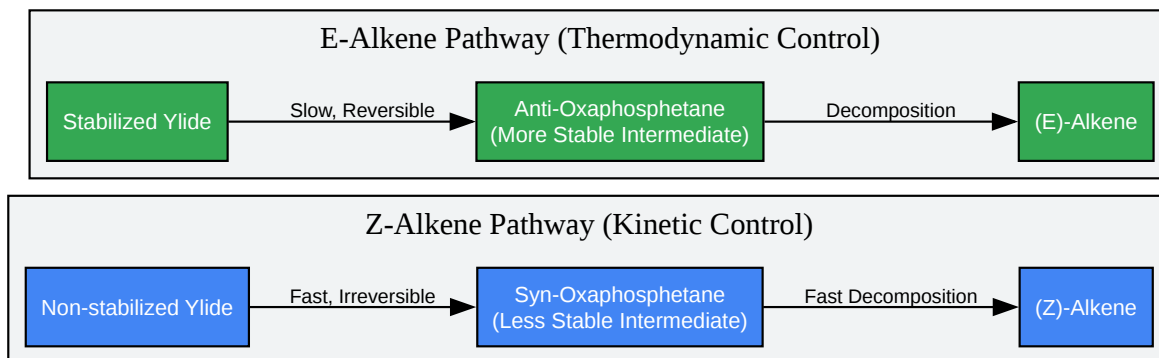 E-Alkene Pathway (Thermodynamic Control)
Stabilized Ylide
Slow, Reversible
Anti-Oxaphosphetane
(More Stable Intermediate)
Decomposition
(E)-Alkene
Z-Alkene Pathway (Kinetic Control)
Non-stabilized Ylide
Fast, Irreversible
Syn-Oxaphosphetane
(Less Stable Intermediate)
Fast Decomposition
(Z)-Alkene